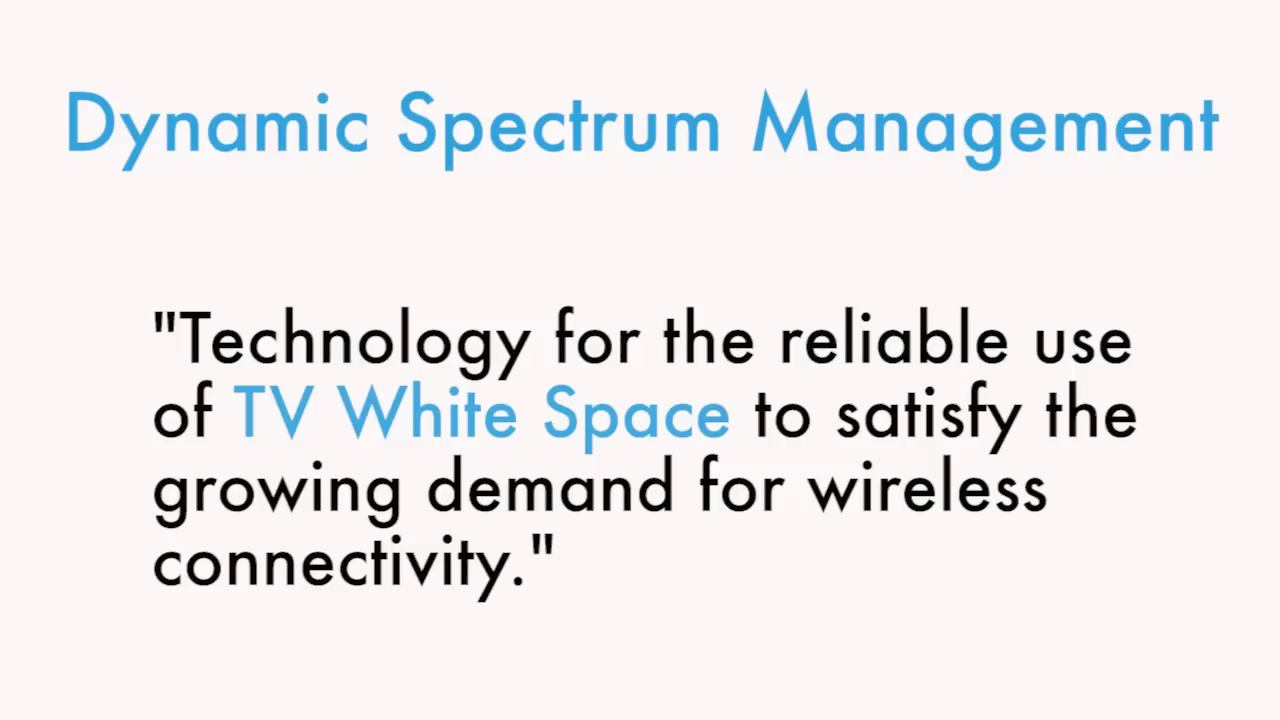 Dynamic Spectrum Management
"Technology for the reliable use
of TV White Space to satisfy the
growing demand for wireless
connectivity."